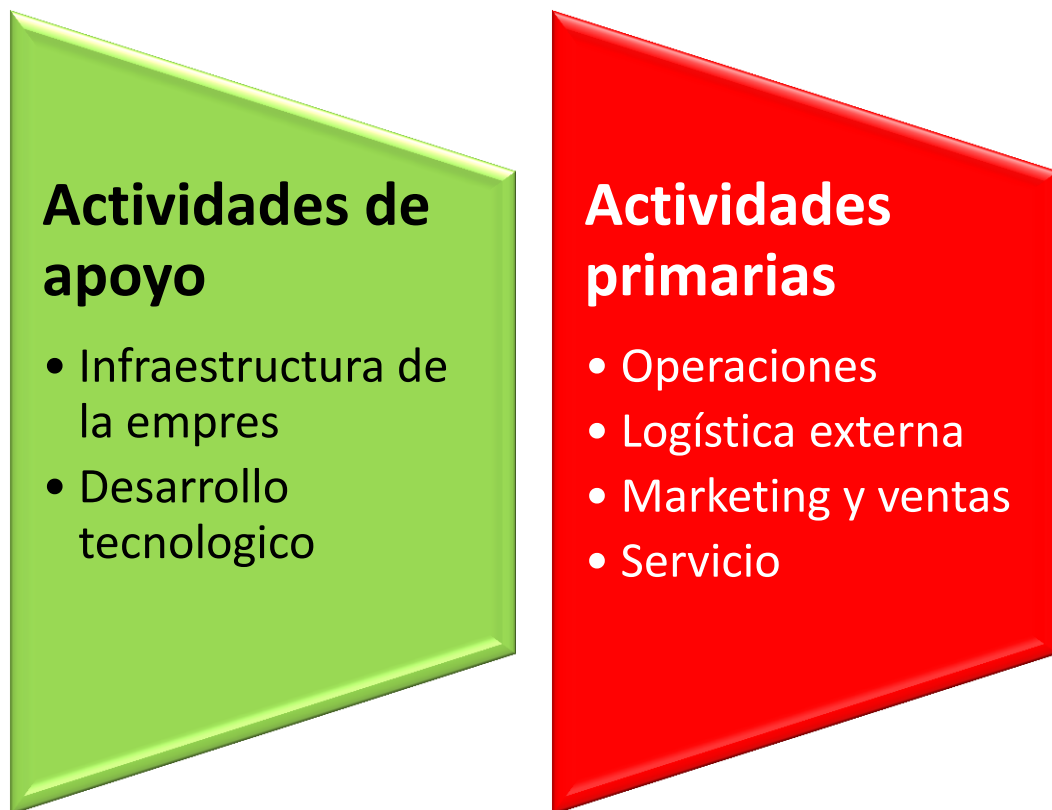 Actividades de
apoyo
• Infraestructura de
la empres
• Desarrollo
tecnologico
Actividades
primarias
• Operaciones
• Logística externa
• Marketing y ventas
• Servicio